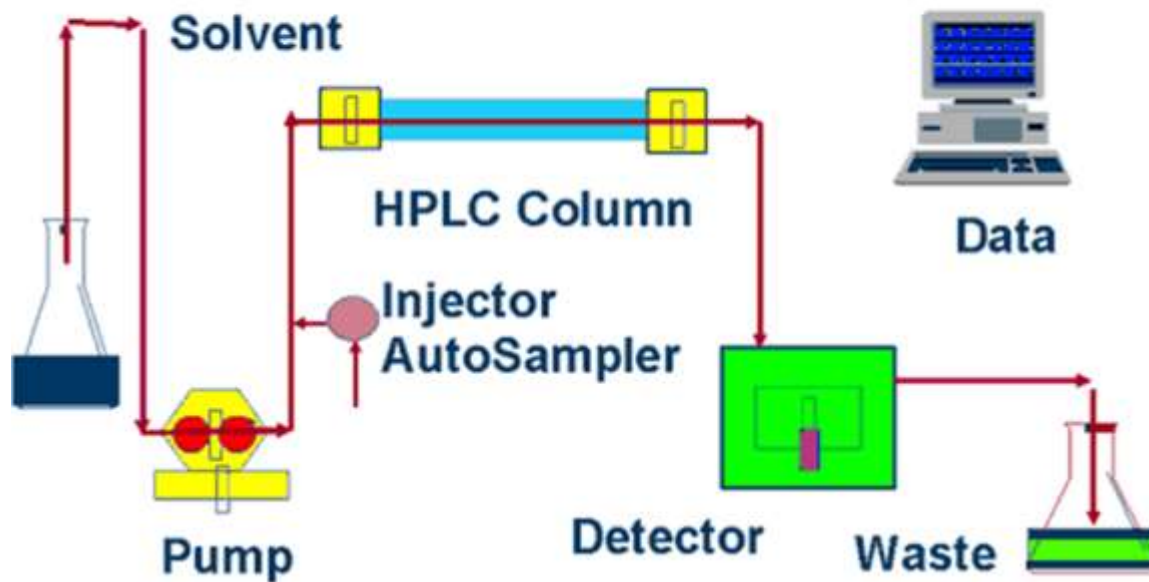 Solvent
HPLC Column
Data
Injector
AutoSampler
Detector
Waste
Pump